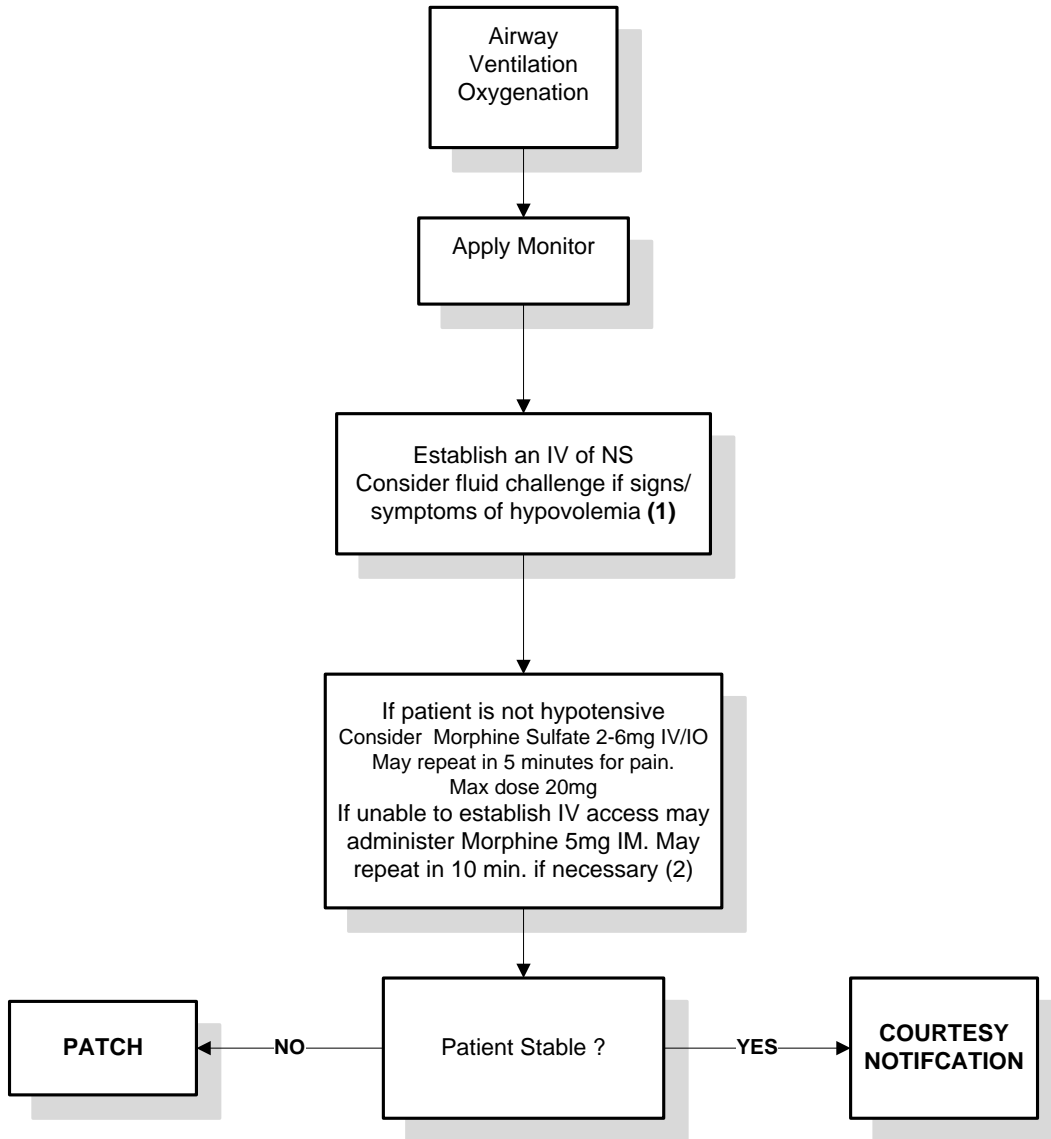 Airway
Ventilation
Oxygenation
Apply Monitor
Establish an IV of NS
Consider fluid challenge if signs/
symptoms of hypovolemia (1)
If patient is not hypotensive
Consider Morphine Sulfate 2-6mg IV/IO
May repeat in 5 minutes for pain.
Max dose 20mg
If unable to establish IV access may
administer Morphine 5mg IM. May
repeat in 10 min. if necessary (2)
PATCH
NO
Patient Stable ?
YES
COURTESY
NOTIFCATION